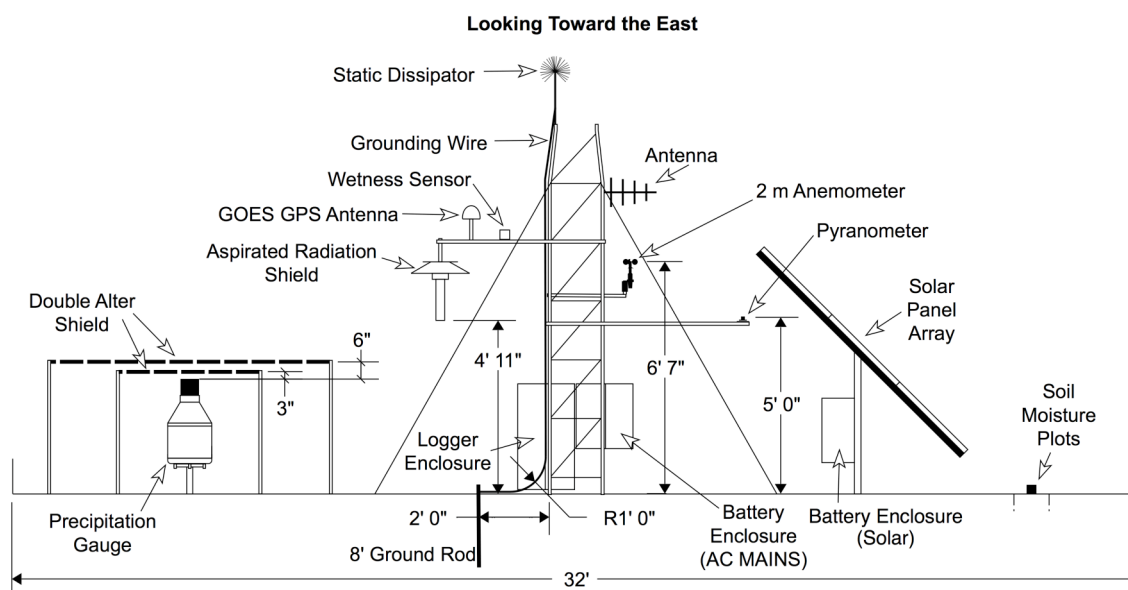 Looking Toward the East
Static Dissipator
Grounding Wire
Antenna
Wetness Sensor
2 m Anemometer
GOES GPS Antenna
Pyranometer
Aspirated Radiation
Shield
Solar
Panel
Array
Double Alter
Shield
6"
4' 11"
6' 7"
3"
5' 0"
Soil
Moisture
Plots
Logger
Enclosure
Precipitation
Gauge
2' 0"
R1' 0"
Battery
Enclosure
(AC MAINS)
Battery Enclosure
(Solar)
8' Ground Rod
32'